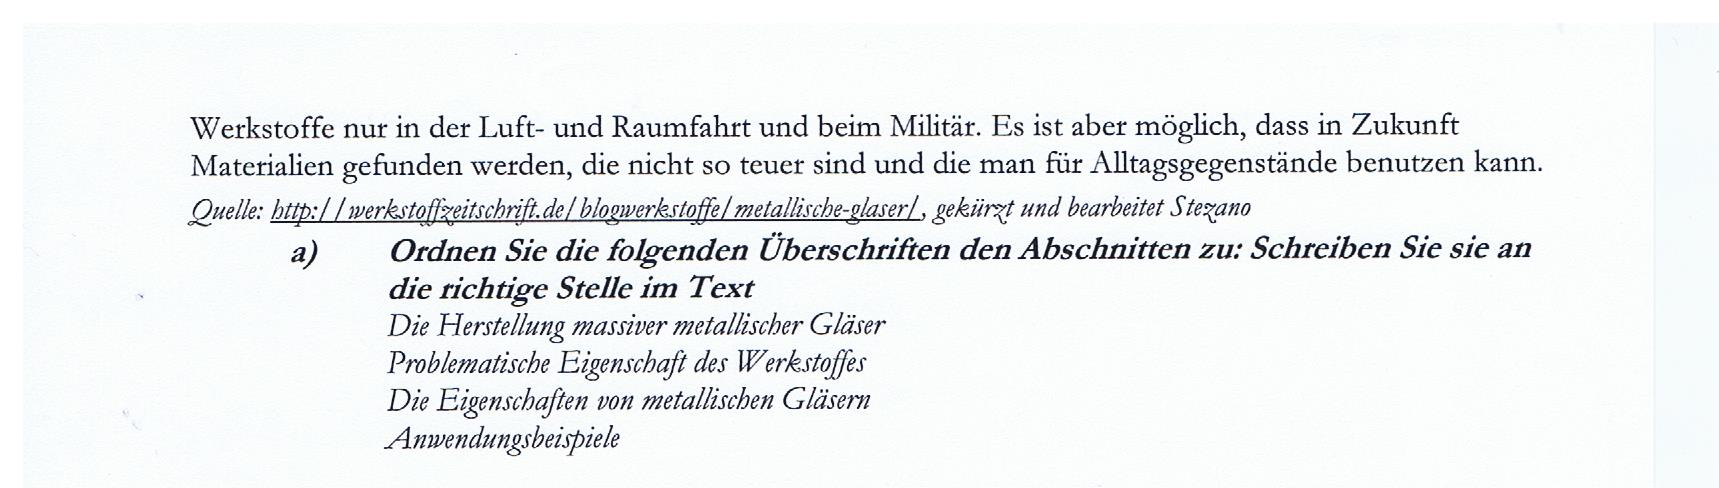 Werkstoffe nur in der Luft- und Raumfahrt und beim Militär. Es ist aber möglich, dass in Zukunft
Materialien gefunden werden, die nicht so teuer sind und die man für Alltagsgegenstände benutzen kann.
Quelle: http://werkstoffzeitschrift.de/blogwerkstoffe/metallische-glaser/, gekürzt und bearbeitet Stezano
a) Ordnen Sie die folgenden Überschriften den Abschnitten zu: Schreiben Sie sie an
die richtige Stelle im Text
Die Herstellung massiver metallischer Gläser
Problematische Eigenschaft des Werkstoffes
Die Eigenschaften von metallischen Gläsern
Anwendungsbeispiele